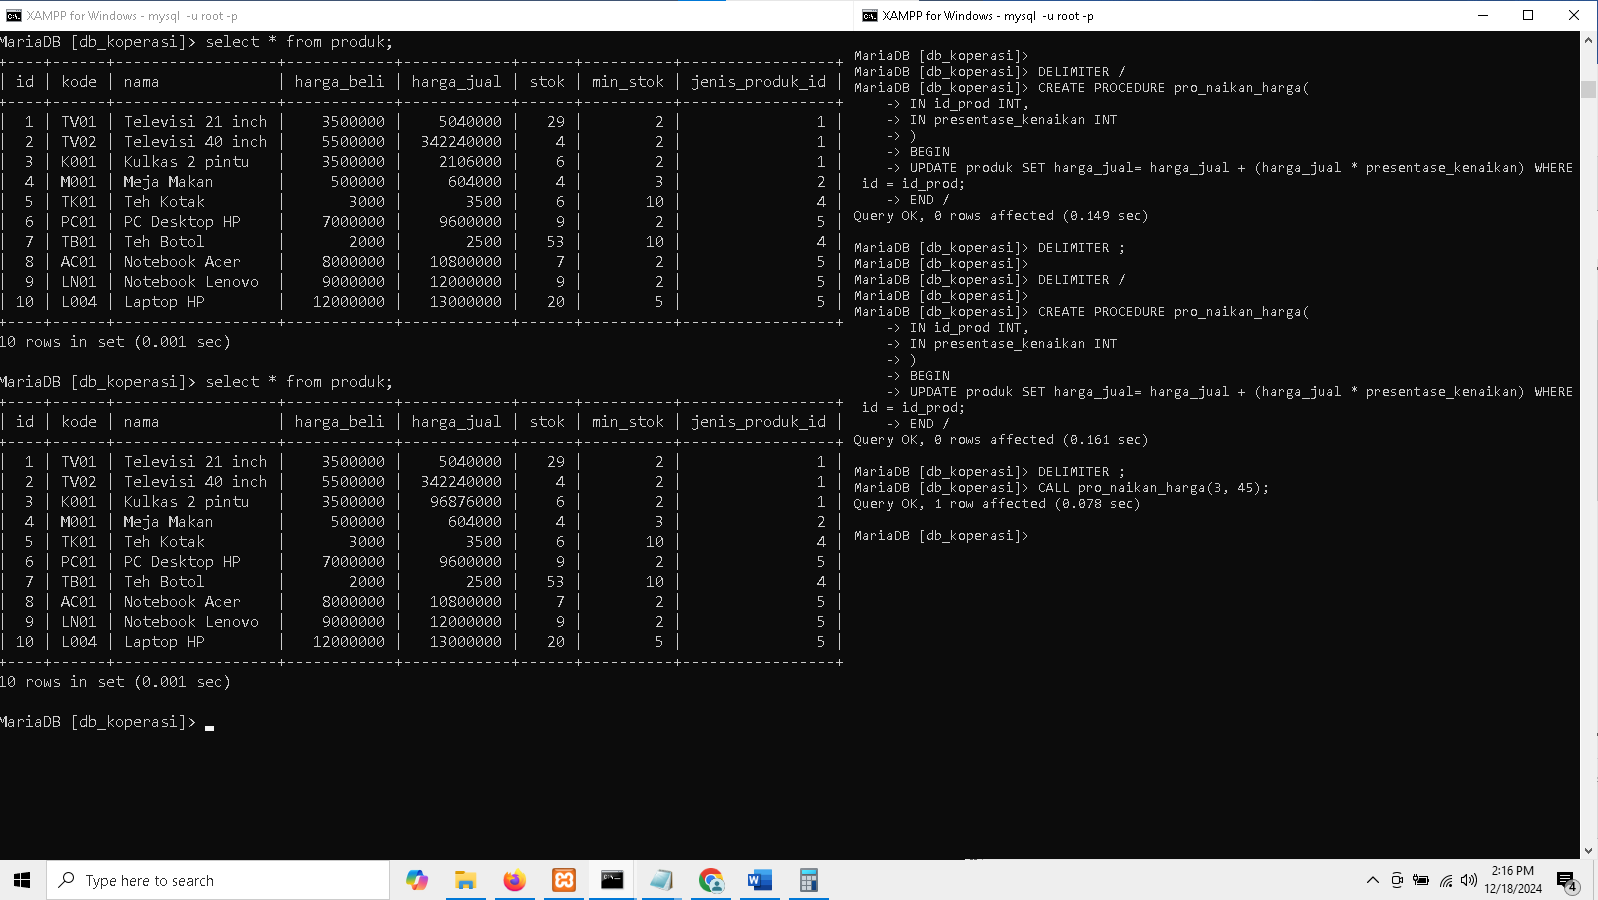 XAMPP for Windows - mysql  -u root -p
MariaDB [db_koperasi]> select * from produk;
+----+------+------------------+------------+------------+------+----------+-----------------+
| id | kode | nama             | harga_beli | harga_jual | stok | min_stok | jenis_produk_id |
+----+------+------------------+------------+------------+------+----------+-----------------+
|  1 | TV01 | Televisi 21 inch |    3500000 |    5040000 |   29 |        2 |               1 |
|  2 | TV02 | Televisi 40 inch |    5500000 |  342240000 |    4 |        2 |               1 |
|  3 | K001 | Kulkas 2 pintu   |    3500000 |    2106000 |    6 |        2 |               1 |
|  4 | M001 | Meja Makan       |     500000 |     604000 |    4 |        3 |               2 |
|  5 | TK01 | Teh Kotak        |       3000 |       3500 |    6 |       10 |               4 |
|  6 | PC01 | PC Desktop HP    |    7000000 |    9600000 |    9 |        2 |               5 |
|  7 | TB01 | Teh Botol        |       2000 |       2500 |   53 |       10 |               4 |
|  8 | AC01 | Notebook Acer    |    8000000 |   10800000 |    7 |        2 |               5 |
|  9 | LN01 | Notebook Lenovo  |    9000000 |   12000000 |    9 |        2 |               5 |
| 10 | L004 | Laptop HP        |   12000000 |   13000000 |   20 |        5 |               5 |
+----+------+------------------+------------+------------+------+----------+-----------------+
10 rows in set (0.001 sec)
MariaDB [db_koperasi]> select * from produk;
+----+------+------------------+------------+------------+------+----------+-----------------+
| id | kode | nama             | harga_beli | harga_jual | stok | min_stok | jenis_produk_id |
+----+------+------------------+------------+------------+------+----------+-----------------+
|  1 | TV01 | Televisi 21 inch |    3500000 |    5040000 |   29 |        2 |               1 |
|  2 | TV02 | Televisi 40 inch |    5500000 |  342240000 |    4 |        2 |               1 |
|  3 | K001 | Kulkas 2 pintu   |    3500000 |   96876000 |    6 |        2 |               1 |
|  4 | M001 | Meja Makan       |     500000 |     604000 |    4 |        3 |               2 |
|  5 | TK01 | Teh Kotak        |       3000 |       3500 |    6 |       10 |               4 |
|  6 | PC01 | PC Desktop HP    |    7000000 |    9600000 |    9 |        2 |               5 |
|  7 | TB01 | Teh Botol        |       2000 |       2500 |   53 |       10 |               4 |
|  8 | AC01 | Notebook Acer    |    8000000 |   10800000 |    7 |        2 |               5 |
|  9 | LN01 | Notebook Lenovo  |    9000000 |   12000000 |    9 |        2 |               5 |
| 10 | L004 | Laptop HP        |   12000000 |   13000000 |   20 |        5 |               5 |
+----+------+------------------+------------+------------+------+----------+-----------------+
10 rows in set (0.001 sec)
MariaDB [db_koperasi]>
XAMPP for Windows - mysql  -u root -p
MariaDB [db_koperasi]>
MariaDB [db_koperasi]> DELIMITER /
MariaDB [db_koperasi]> CREATE PROCEDURE pro_naikan_harga(
    -> IN id_prod INT,
    -> IN presentase_kenaikan INT
    -> )
    -> BEGIN
    -> UPDATE produk SET harga_jual= harga_jual + (harga_jual * presentase_kenaikan) WHERE
 id = id_prod;
    -> END /
Query OK, 0 rows affected (0.149 sec)
MariaDB [db_koperasi]> DELIMITER ;
MariaDB [db_koperasi]>
MariaDB [db_koperasi]> DELIMITER /
MariaDB [db_koperasi]>
MariaDB [db_koperasi]> CREATE PROCEDURE pro_naikan_harga(
    -> IN id_prod INT,
    -> IN presentase_kenaikan INT
    -> )
    -> BEGIN
    -> UPDATE produk SET harga_jual= harga_jual + (harga_jual * presentase_kenaikan) WHERE
 id = id_prod;
    -> END /
Query OK, 0 rows affected (0.161 sec)
MariaDB [db_koperasi]> DELIMITER ;
MariaDB [db_koperasi]> CALL pro_naikan_harga(3, 45);
Query OK, 1 row affected (0.078 sec)
MariaDB [db_koperasi]>
Type here to search
2:16 PM
12/18/2024
4